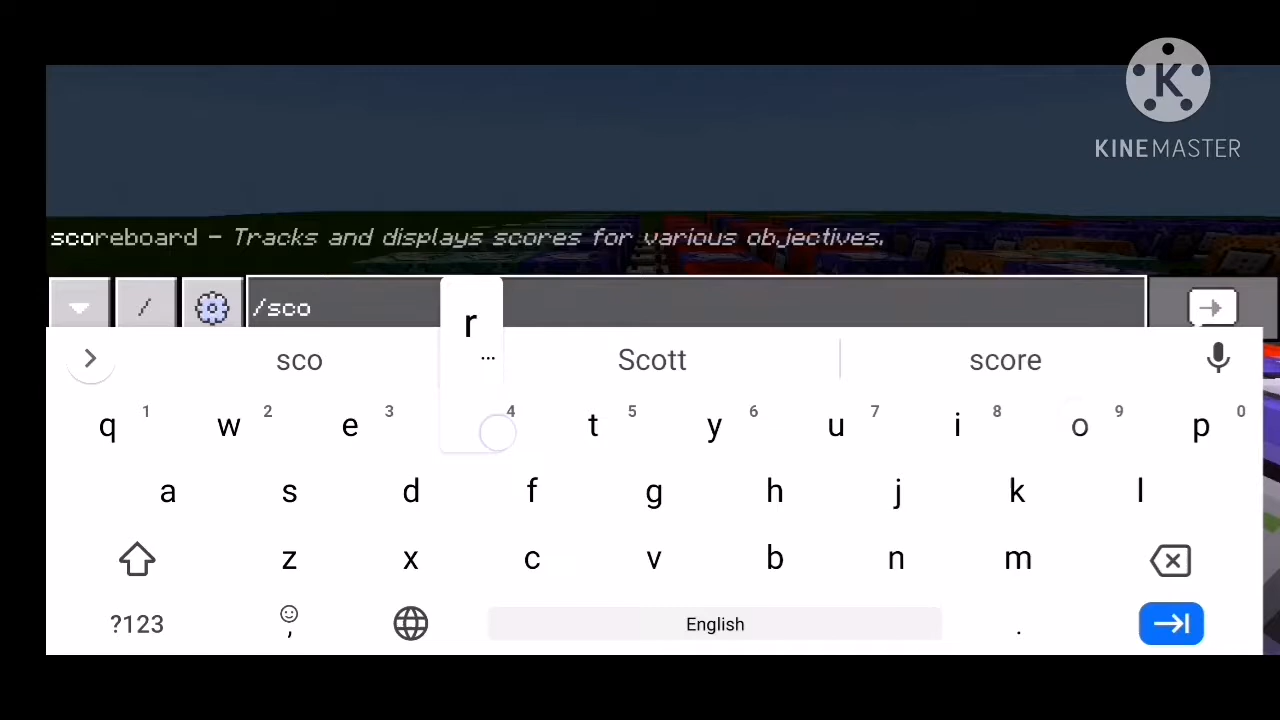 K
KINEMASTER
scoreboard – Tracks and displays scores for various objectives.
/ /sco
r
...
sco Scott score
q 1 w 2 e 3 4 t 5 y 6 u 7 i 8 o 9 p 0
a s d f g h j k l
z x c v b n m
?123 , English .